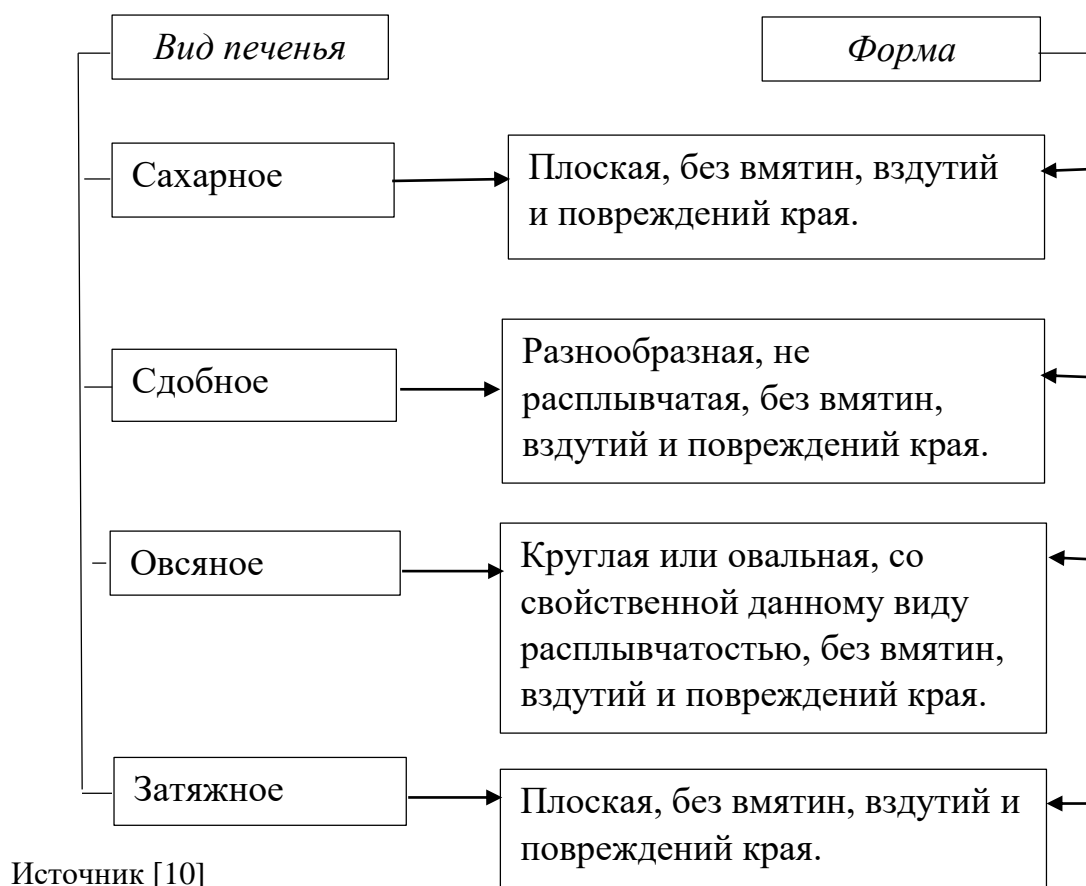 Вид печенья
Форма
Сахарное
Плоская, без вмятин, вздутий
и повреждений края.
Сдобное
Разнообразная, не
расплывчатая, без вмятин,
вздутий и повреждений края.
Овсяное
Круглая или овальная, со
свойственной данному виду
расплывчатостью, без вмятин,
вздутий и повреждений края.
Затяжное
Плоская, без вмятин, вздутий и
повреждений края.
Источник [10]